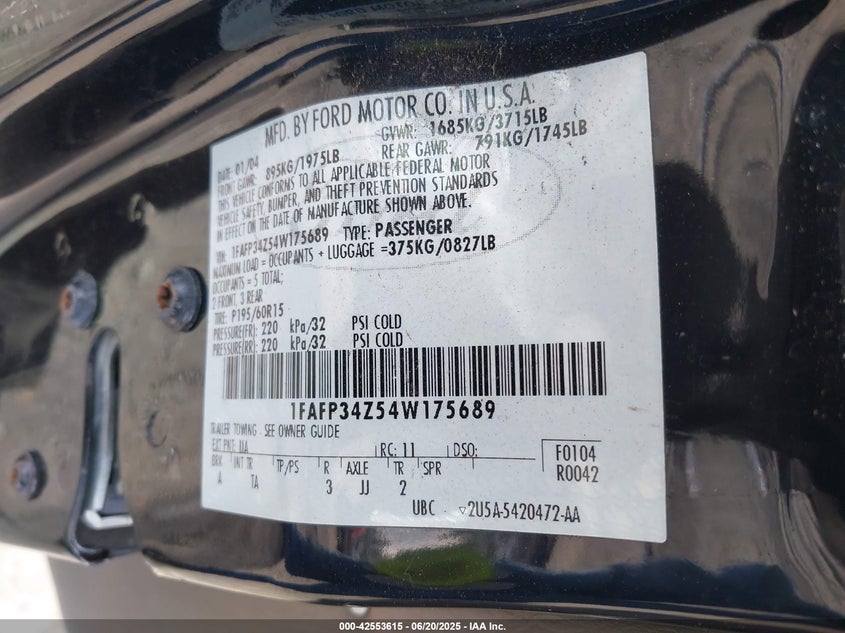 MFD. BY FORD MOTOR CO. IN U.S.A.
DATE: 01/04 GVWR: 1685KG/3715LB
FRONT GAWR: 895KG/1975LB REAR GAWR: 791KG/1745LB
THIS VEHICLE CONFORMS TO ALL APPLICABLE FEDERAL MOTOR
VEHICLE SAFETY, BUMPER, AND THEFT PREVENTION STANDARDS
IN EFFECT ON THE DATE OF MANUFACTURE SHOWN ABOVE.
VIN: 1FAFP34Z54W175689 TYPE: PASSENGER
MAXIMUM LOAD = OCCUPANTS + LUGGAGE =375KG/0827LB
OCCUPANTS = 5 TOTAL;
2 FRONT, 3 REAR
TIRE: P195/60R15
PRESSURE(FR): 220 kPa/32 PSI COLD
PRESSURE(RR): 220 kPa/32 PSI COLD
1FAFP34Z54W175689
TRAILER TOWING - SEE OWNER GUIDE
EXT PNT: UA RC: 11 DSO: F0104
BRK INT TR TP/PS R AXLE TR SPR R0042
A TA 3 JJ 2
UBC ▽2U5A-5420472-AA
000-42553615 - 06/20/2025 - IAA Inc.